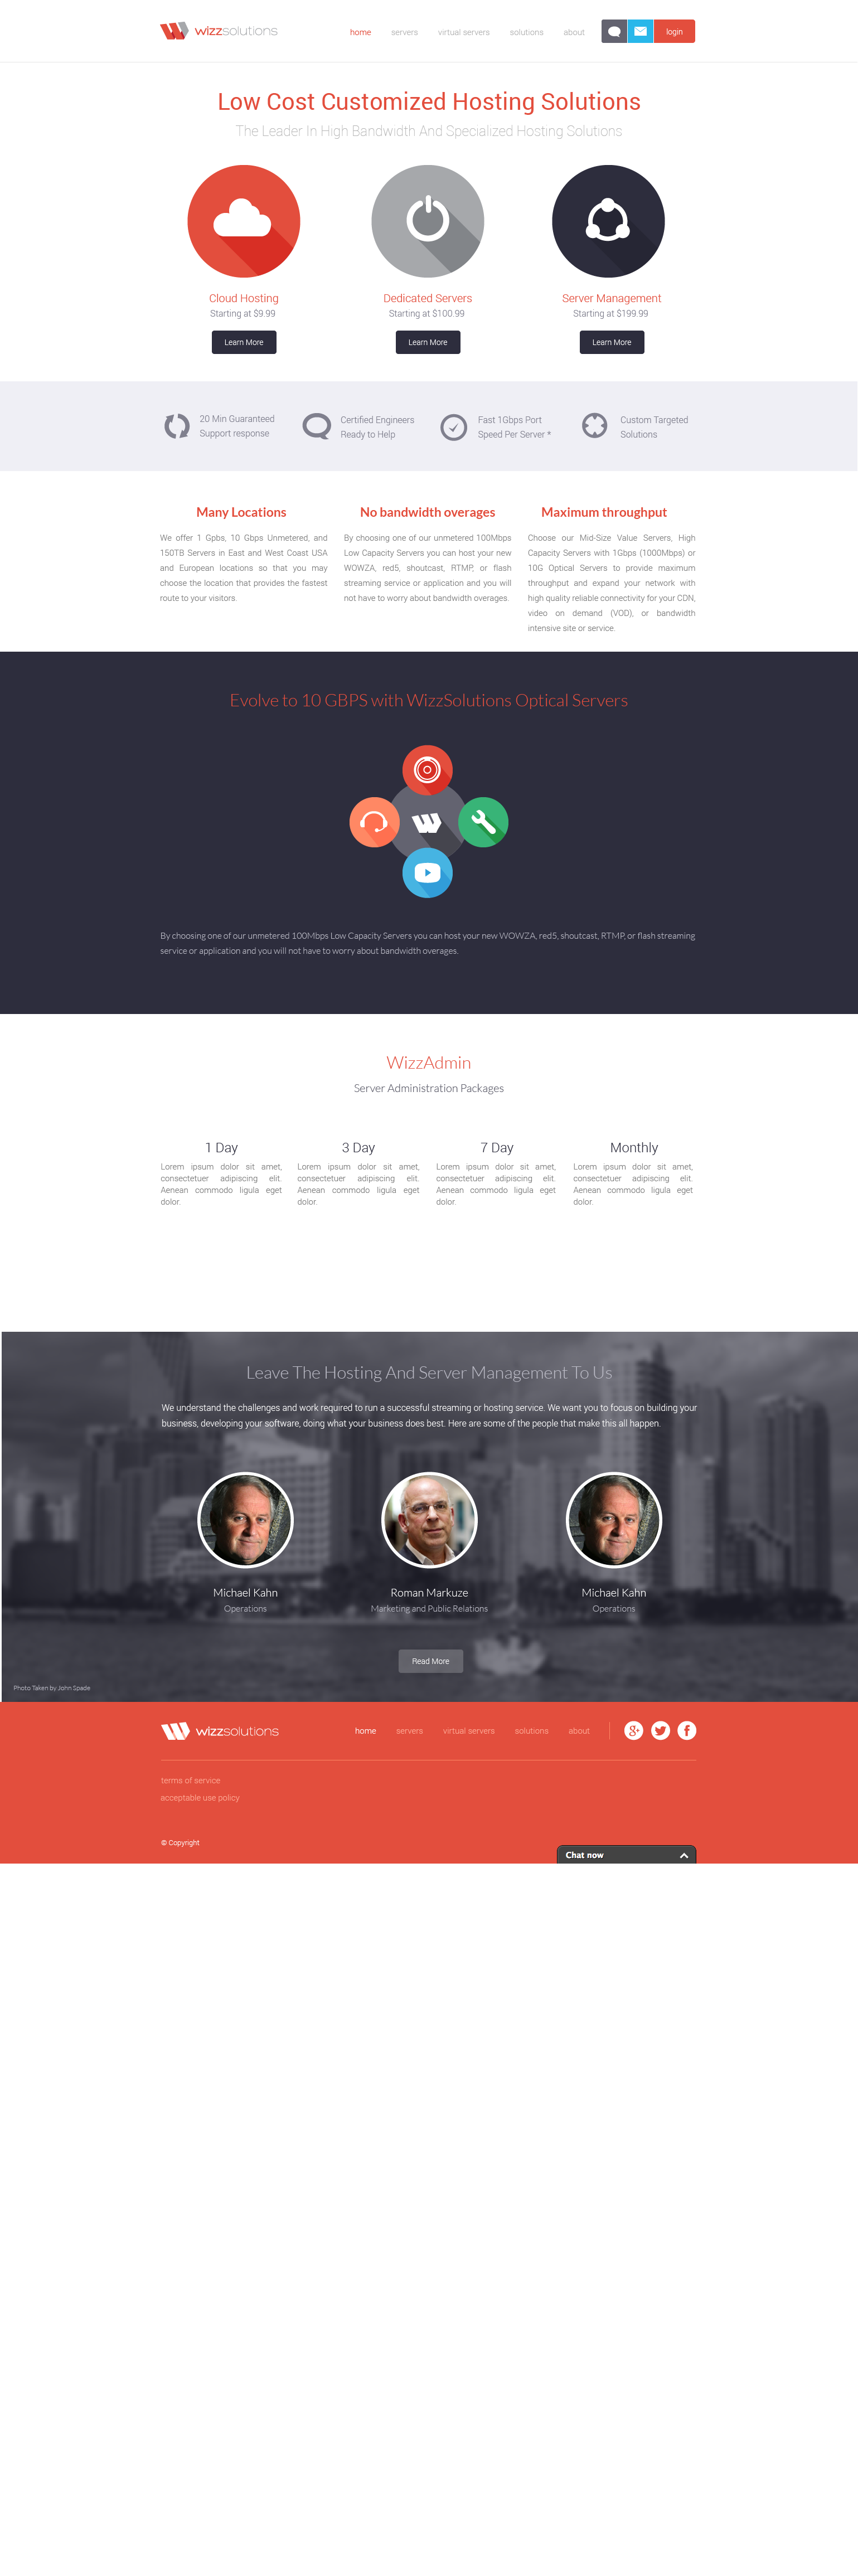 wizzsolutions
home servers virtual servers solutions about login
Low Cost Customized Hosting Solutions
The Leader In High Bandwidth And Specialized Hosting Solutions
Cloud Hosting
Starting at $9.99
Learn More
Dedicated Servers
Starting at $100.99
Learn More
Server Management
Starting at $199.99
Learn More
20 Min Guaranteed
Support response
Certified Engineers
Ready to Help
Fast 1Gbps Port
Speed Per Server *
Custom Targeted
Solutions
Many Locations
We offer 1 Gpba, 10 Gbps Unmetered, and
150TB Servers in East and West Coast USA
and European locations so that you may
choose the location that provides the fastest
route to your visitors.
No bandwidth overages
By choosing one of our unmetered 100Mbps
Low Capacity Servers you can host your new
WOWZA, red5, shoutcast, RTMP, or flash
streaming service or application and you will
not have to worry about bandwidth overages.
Maximum throughput
Choose our Mid-Size Value Servers, High
Capacity Servers with 1Gbps (1000Mbps) or
10G Optical Servers to provide maximum
throughput and expand your network with
high quality reliable connectivity for your CDN,
video on demand (VOD), or bandwidth
intensive site or service.
Evolve to 10 GBPS with WizzSolutions Optical Servers
By choosing one of our unmetered 100Mbps Low Capacity Servers you can host your new WOWZA, red5, shoutcast, RTMP, or flash streaming
service or application and you will not have to worry about bandwidth overages.
WizzAdmin
Server Administration Packages
1 Day
Lorem ipsum dolor sit amet,
consectetuer adipiscing elit.
Aenean commodo ligula eget
dolor.
3 Day
Lorem ipsum dolor sit amet,
consectetuer adipiscing elit.
Aenean commodo ligula eget
dolor.
7 Day
Lorem ipsum dolor sit amet,
consectetuer adipiscing elit.
Aenean commodo ligula eget
dolor.
Monthly
Lorem ipsum dolor sit amet,
consectetuer adipiscing elit.
Aenean commodo ligula eget
dolor.
Leave The Hosting And Server Management To Us
We understand the challenges and work required to run a successful streaming or hosting service. We want you to focus on building your
business, developing your software, doing what your business does best. Here are some of the people that make this all happen.
Michael Kahn
Operations
Roman Markuze
Marketing and Public Relations
Michael Kahn
Operations
Read More
Photo Taken by John Spade
wizzsolutions
home servers virtual servers solutions about
terms of service
acceptable use policy
© Copyright
Chat now